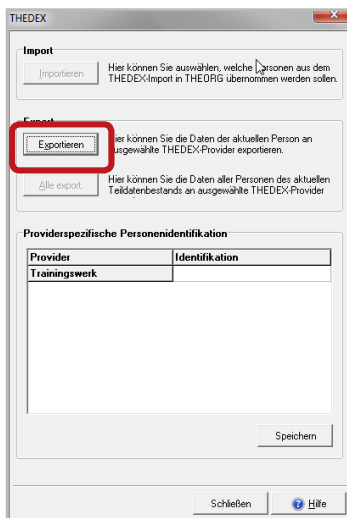 THEDEX
Import
Importieren
Hier können Sie auswählen, welche Personen aus dem
THEDEX-Import in THEORG übernommen werden sollen.
Export
Exportieren
Hier können Sie die Daten der aktuellen Person an
ausgewählte THEDEX-Provider exportieren.
Alle export.
Hier können Sie die Daten aller Personen des aktuellen
Teildatenbestands an ausgewählte THEDEX-Provider
Providerspezifische Personenidentifikation
Provider Identifikation
Trainingswerk
Speichern
Schließen Hilfe